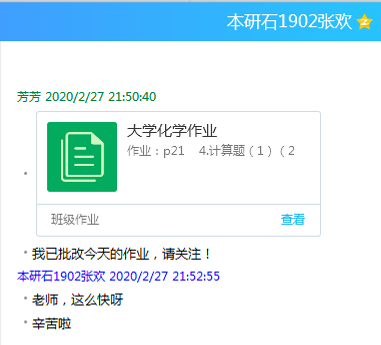 本研石1902张欢
芳芳 2020/2/27 21:50:40
大学化学作业
作业：p21 4.计算题（1）（2
班级作业 查看
我已批改今天的作业，请关注！
本研石1902张欢 2020/2/27 21:52:55
老师，这么快呀
辛苦啦